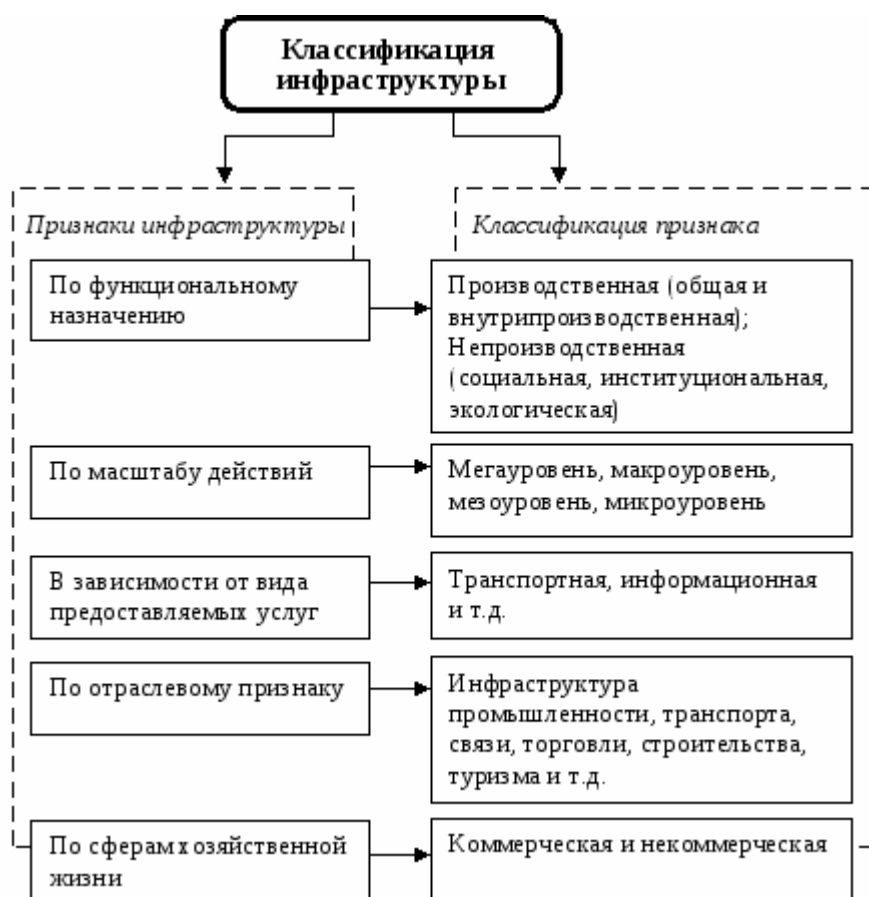 Классификация
инфраструктуры
Признаки инфраструктуры
Классификация признака
По функциональному
назначению
Производственная (общая и
внутрипроизводственная);
Непроизводственная
(социальная, институциональная,
экологическая)
По масштабу действий
Мегауровень, макроуровень,
мезоуровень, микроуровень
В зависимости от вида
предоставляемых услуг
Транспортная, информационная
и т.д.
По отраслевому признаку
Инфраструктура
промышленности, транспорта,
связи, торговли, строительства,
туризма и т.д.
По сферам хозяйственной
жизни
Коммерческая и некоммерческая